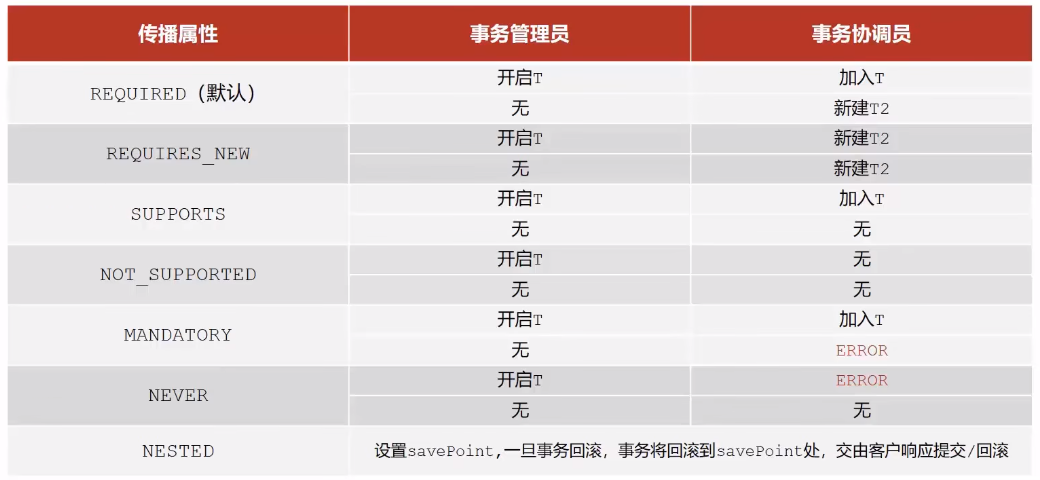 传播属性 事务管理员 事务协调员
REQUIRED（默认） 开启T 加入T
无 新建T2
REQUIRES_NEW 开启T 新建T2
无 新建T2
SUPPORTS 开启T 加入T
无 无
NOT_SUPPORTED 开启T 无
无 无
MANDATORY 开启T 加入T
无 ERROR
NEVER 开启T ERROR
无 无
NESTED 设置savePoint,一旦事务回滚，事务将回滚到savePoint处，交由客户响应提交/回滚